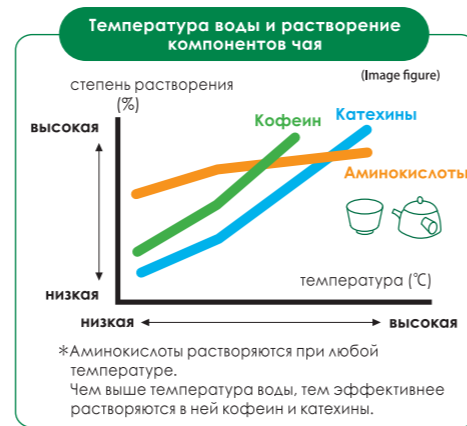 Температура воды и растворение
компонентов чая
(Image figure)
степень растворения
(%)
высокая
Кофеин
Катехины
Аминокислоты
температура (℃)
низкая
низкая
высокая
*Аминокислоты растворяются при любой
температуре.
Чем выше температура воды, тем эффективнее
растворяются в ней кофеин и катехины.